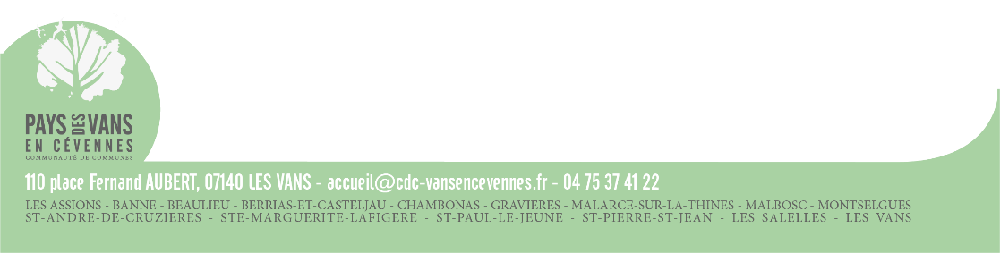 PAYS DES VANS
EN CÉVENNES
COMMUNAUTÉ DE COMMUNES
110 place Fernand AUBERT, 07140 LES VANS - accueil@cdc-vansencevennes.fr - 04 75 37 41 22
LES ASSIONS - BANNE - BEAULIEU - BERRIAS-ET-CASTELJAU - CHAMBONAS - GRAVIERES - MALARCE-SUR-LA-THINES - MALBOSC - MONTSELGUES
ST-ANDRE-DE-CRUZIERES - STE-MARGUERITE-LAFIGERE - ST-PAUL-LE-JEUNE - ST-PIERRE-ST-JEAN - LES SALELLES - LES VANS